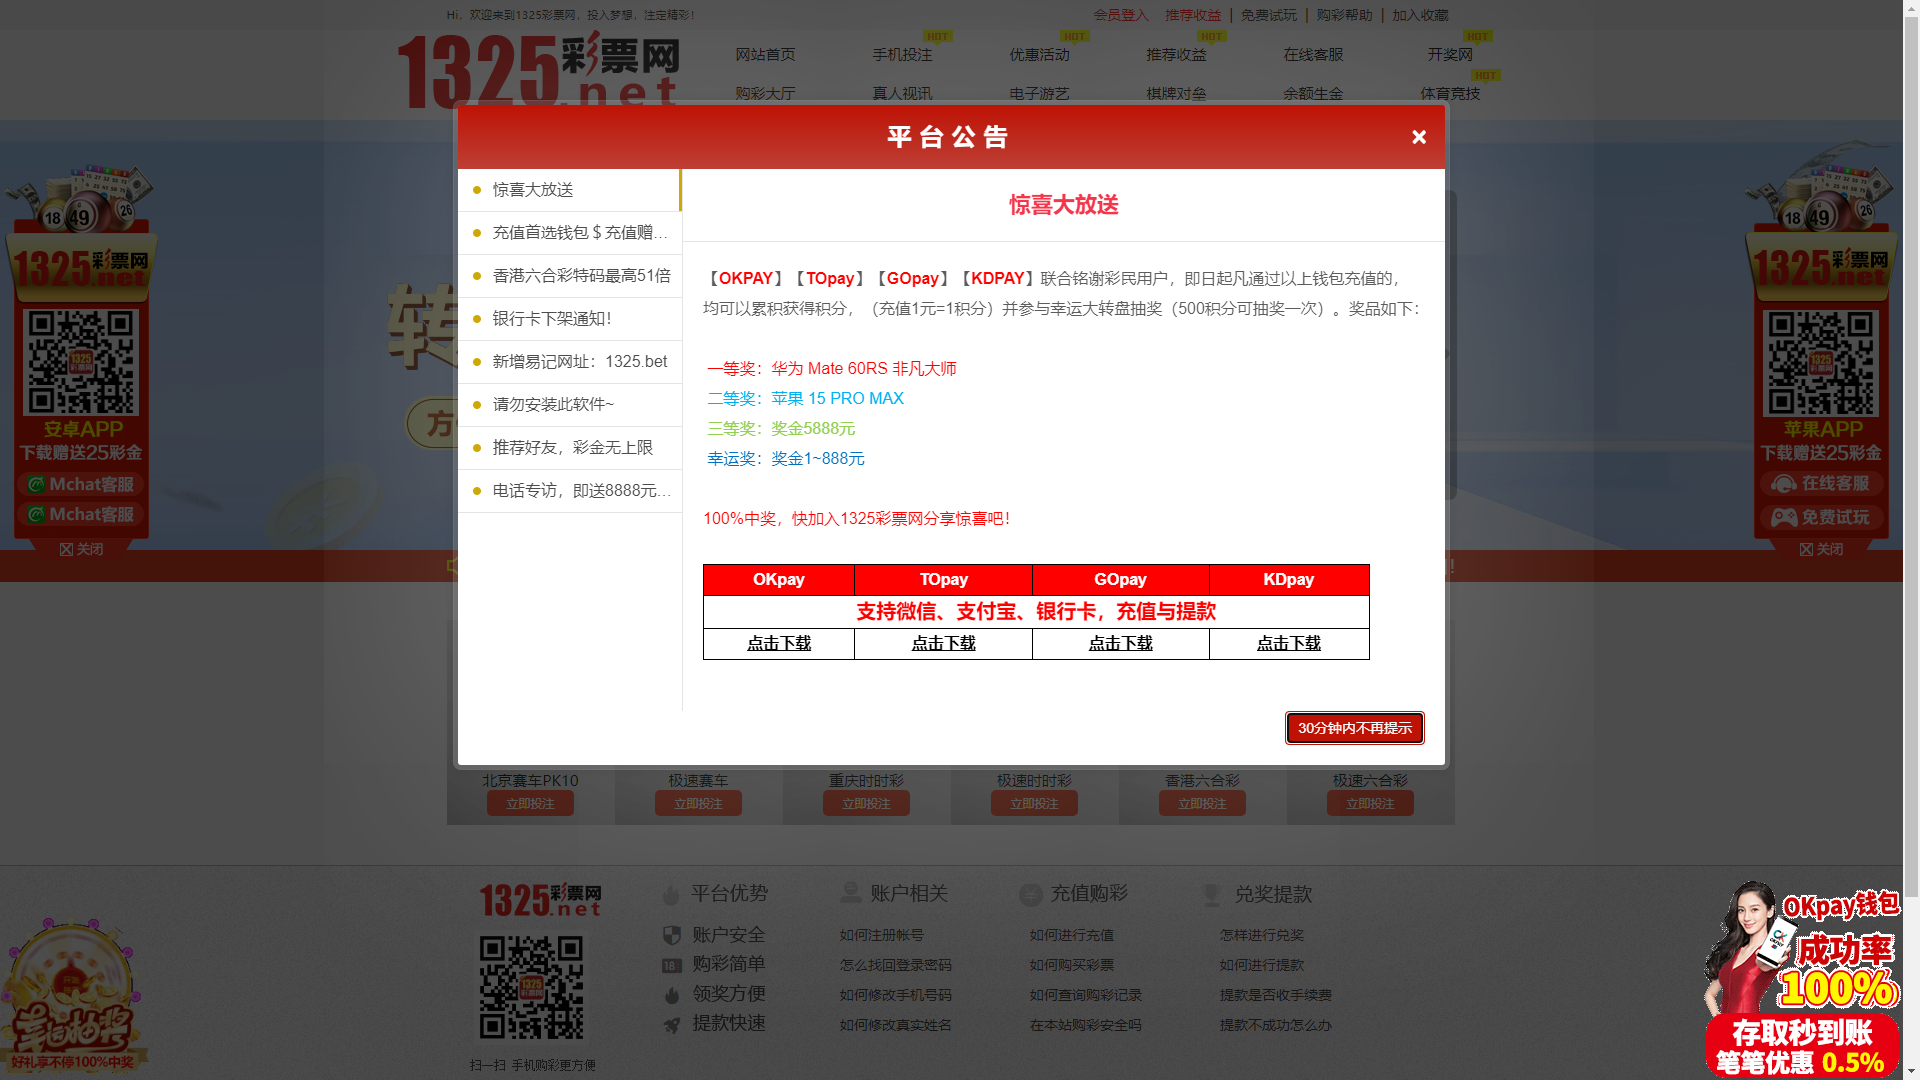 Hi，欢迎来到1325彩票网，投入梦想，注定精彩！
会员登入 推荐收益 | 免费试玩 | 购彩帮助 | 加入收藏
1325彩票网.net
网站首页 手机投注 HOT 优惠活动 HOT 推荐收益 HOT 在线客服 开奖网 HOT
购彩大厅 真人视讯 电子游艺 棋牌对垒 余额生金 体育竞技 HOT
平台公告 ×
惊喜大放送
充值首选钱包＄充值赠…
香港六合彩特码最高51倍
银行卡下架通知！
新增易记网址：1325.bet
请勿安装此软件~
推荐好友，彩金无上限
电话专访，即送8888元…
惊喜大放送
【OKPAY】【TOpay】【GOpay】【KDPAY】联合铭谢彩民用户，即日起凡通过以上钱包充值的，
均可以累积获得积分，（充值1元=1积分）并参与幸运大转盘抽奖（500积分可抽奖一次）。奖品如下：
一等奖：华为 Mate 60RS 非凡大师
二等奖：苹果 15 PRO MAX
三等奖：奖金5888元
幸运奖：奖金1~888元
100%中奖，快加入1325彩票网分享惊喜吧！
OKpay TOpay GOpay KDpay
支持微信、支付宝、银行卡，充值与提款
点击下载 点击下载 点击下载 点击下载
30分钟内不再提示
18 49 26
1325彩票网.net
1325彩票网
安卓APP
下载赠送25彩金
Mchat客服
Mchat客服
关闭
转
方
18 49 26
1325彩票网.net
1325彩票网
苹果APP
下载赠送25彩金
在线客服
免费试玩
关闭
北京赛车PK10 极速赛车 重庆时时彩 极速时时彩 香港六合彩 极速六合彩
立即投注 立即投注 立即投注 立即投注 立即投注 立即投注
1325彩票网.net
1325彩票网
扫一扫 手机购彩更方便
平台优势
账户安全
购彩简单
领奖方便
提款快速
账户相关
如何注册帐号
怎么找回登录密码
如何修改手机号码
如何修改真实姓名
充值购彩
如何进行充值
如何购买彩票
如何查询购彩记录
在本站购彩安全吗
兑奖提款
怎样进行兑奖
如何进行提款
提款是否收手续费
提款不成功怎么办
幸运抽奖
好礼享不停100%中奖
OKpay钱包
成功率
100%
存取秒到账
笔笔优惠 0.5%